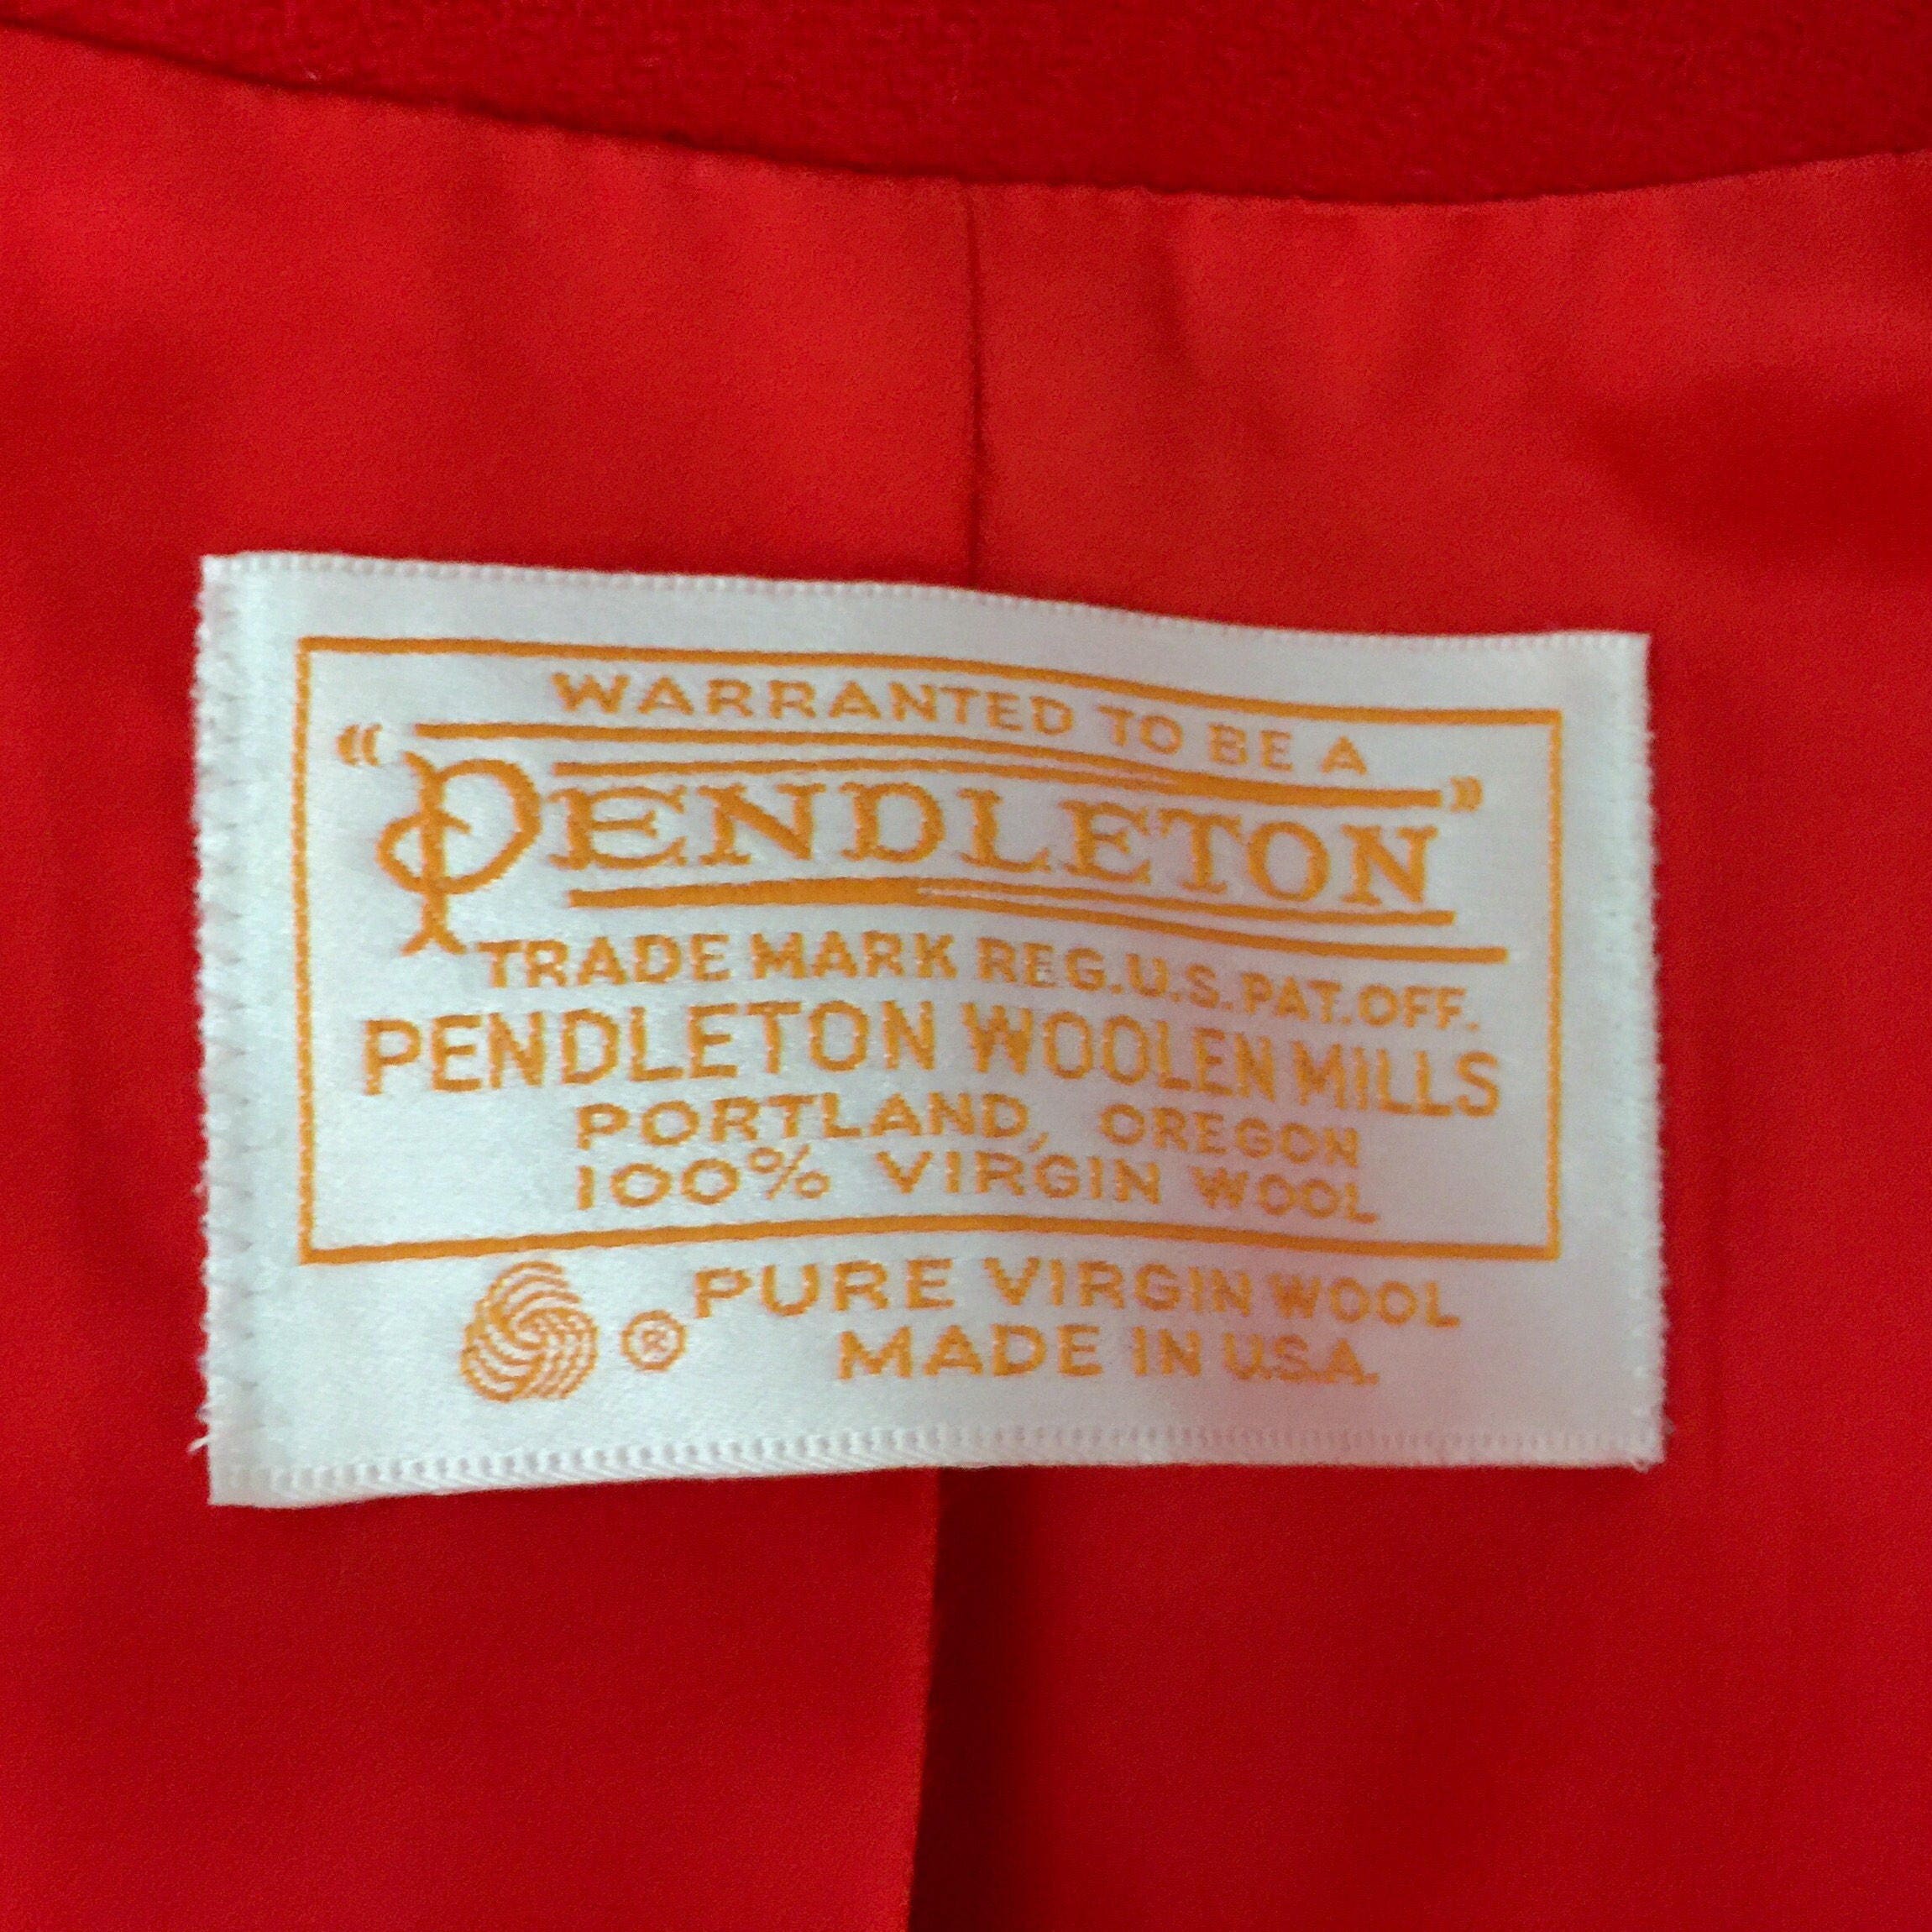 WARRANTED TO BE A
"PENDLETON"
TRADE MARK REG. U.S. PAT. OFF.
PENDLETON WOOLEN MILLS
PORTLAND, OREGON
100% VIRGIN WOOL
® PURE VIRGIN WOOL
MADE IN U.S.A.